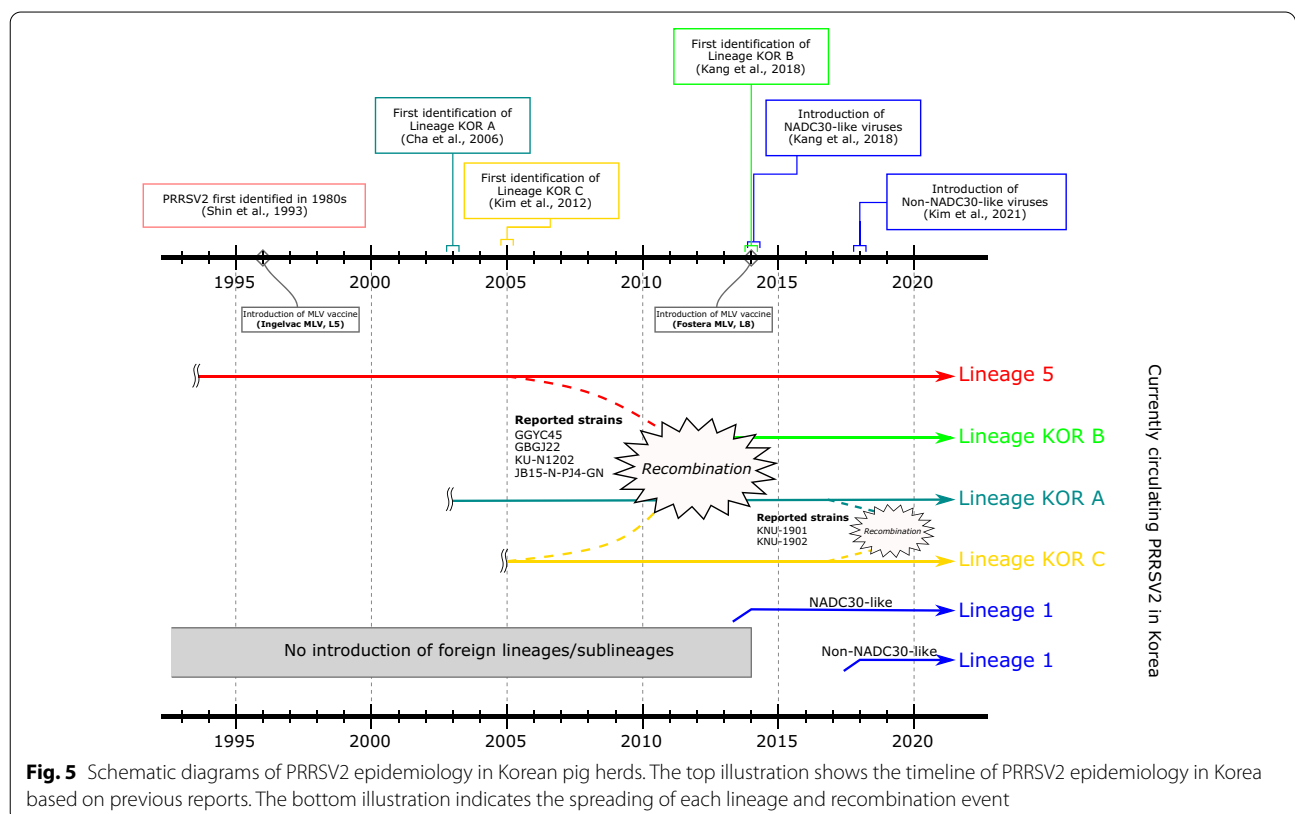 First identification of
Lineage KOR B
(Kang et al., 2018)
First identification of
Lineage KOR A
(Cha et al., 2006)
Introduction of
NADC30-like viruses
(Kang et al., 2018)
First identification of
Lineage KOR C
(Kim et al., 2012)
PRRSV2 first identified in 1980s
(Shin et al., 1993)
Introduction of
Non-NADC30-like viruses
(Kim et al., 2021)
1995 2000 2005 2010 2015 2020
Introduction of MLV vaccine
(Ingelvac MLV, L5)
Introduction of MLV vaccine
(Fostera MLV, L8)
Lineage 5
Reported strains
GGYC45
GBGJ22
KU-N1202
JB15-N-PJ4-GN
Recombination
Lineage KOR B
Lineage KOR A
Reported strains
KNU-1901
KNU-1902
Recombination
Lineage KOR C
NADC30-like
Lineage 1
No introduction of foreign lineages/sublineages
Non-NADC30-like
Lineage 1
Currently circulating PRRSV2 in Korea
1995 2000 2005 2010 2015 2020
Fig. 5 Schematic diagrams of PRRSV2 epidemiology in Korean pig herds. The top illustration shows the timeline of PRRSV2 epidemiology in Korea
based on previous reports. The bottom illustration indicates the spreading of each lineage and recombination event